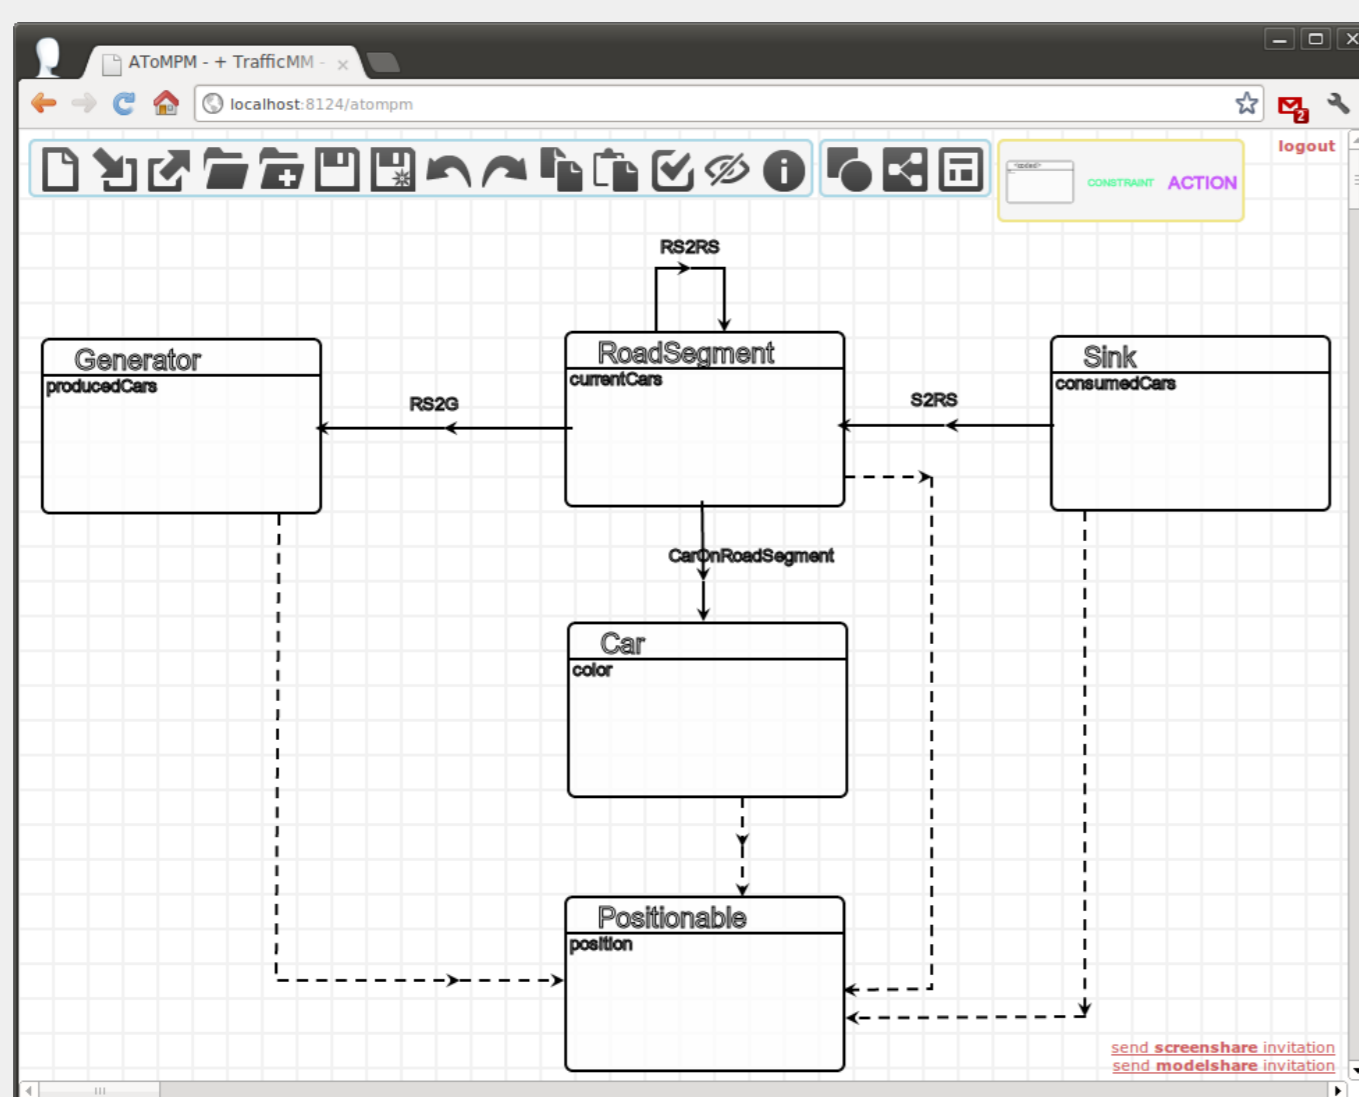 AToMPM - + TrafficMM -
localhost:8124/atompm
2
logout
CONSTRAINT
ACTION
RS2RS
Generator
producedCars
RS2G
RoadSegment
currentCars
S2RS
Sink
consumedCars
CarOnRoadSegment
Car
color
Positionable
position
send screenshare invitation
send modelshare invitation